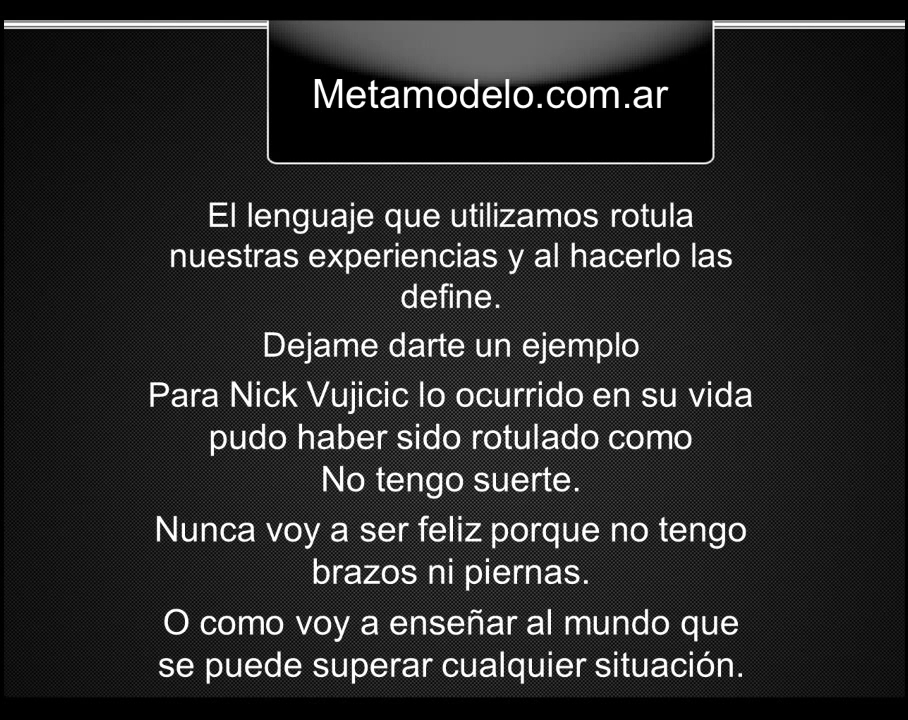 Metamodelo.com.ar
El lenguaje que utilizamos rotula
nuestras experiencias y al hacerlo las
define.
Dejame darte un ejemplo
Para Nick Vujicic lo ocurrido en su vida
pudo haber sido rotulado como
No tengo suerte.
Nunca voy a ser feliz porque no tengo
brazos ni piernas.
O como voy a enseñar al mundo que
se puede superar cualquier situación.